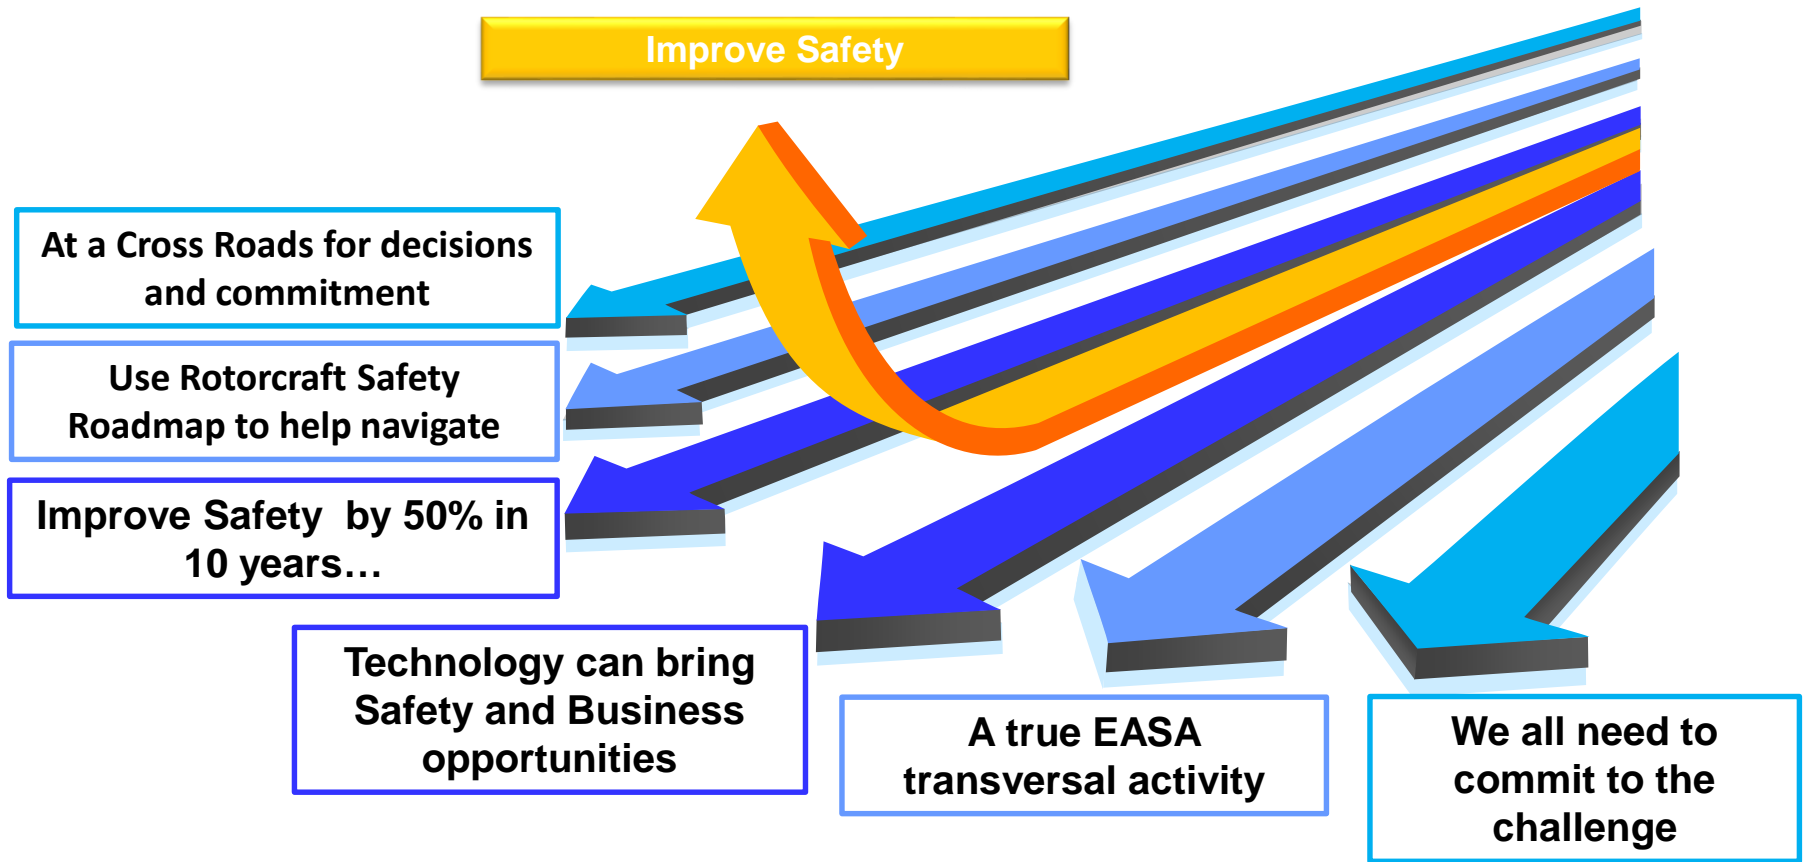 Improve Safety
At a Cross Roads for decisions
and commitment
Use Rotorcraft Safety
Roadmap to help navigate
Improve Safety  by 50% in
10 years…
Technology can bring
Safety and Business
opportunities
A true EASA
transversal activity
We all need to
commit to the
challenge